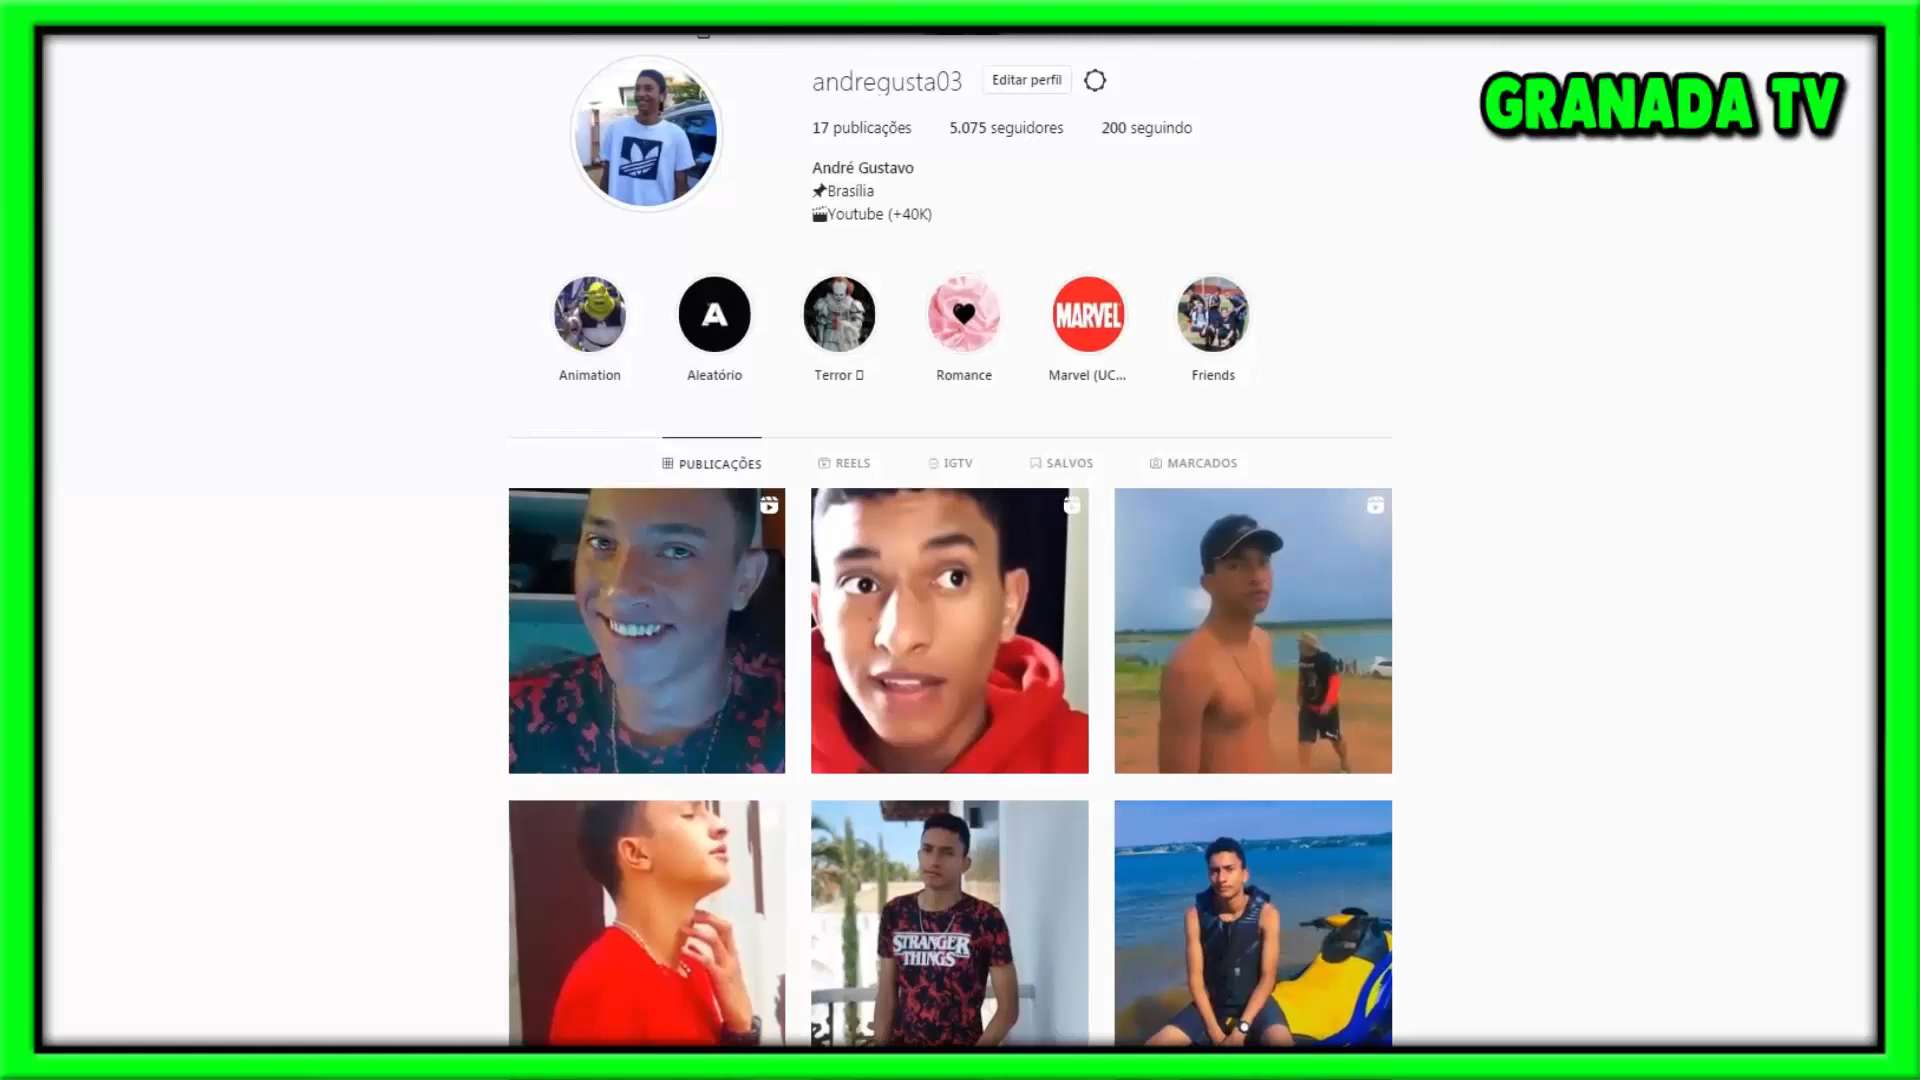 GRANADA TV
andregusta03 Editar perfil
17 publicações 5.075 seguidores 200 seguindo
André Gustavo
📌Brasília
🎬Youtube (+40K)
A
MARVEL
Animation Aleatório Terror Romance Marvel (UC... Friends
PUBLICAÇÕES REELS IGTV SALVOS MARCADOS
STRANGER
THINGS